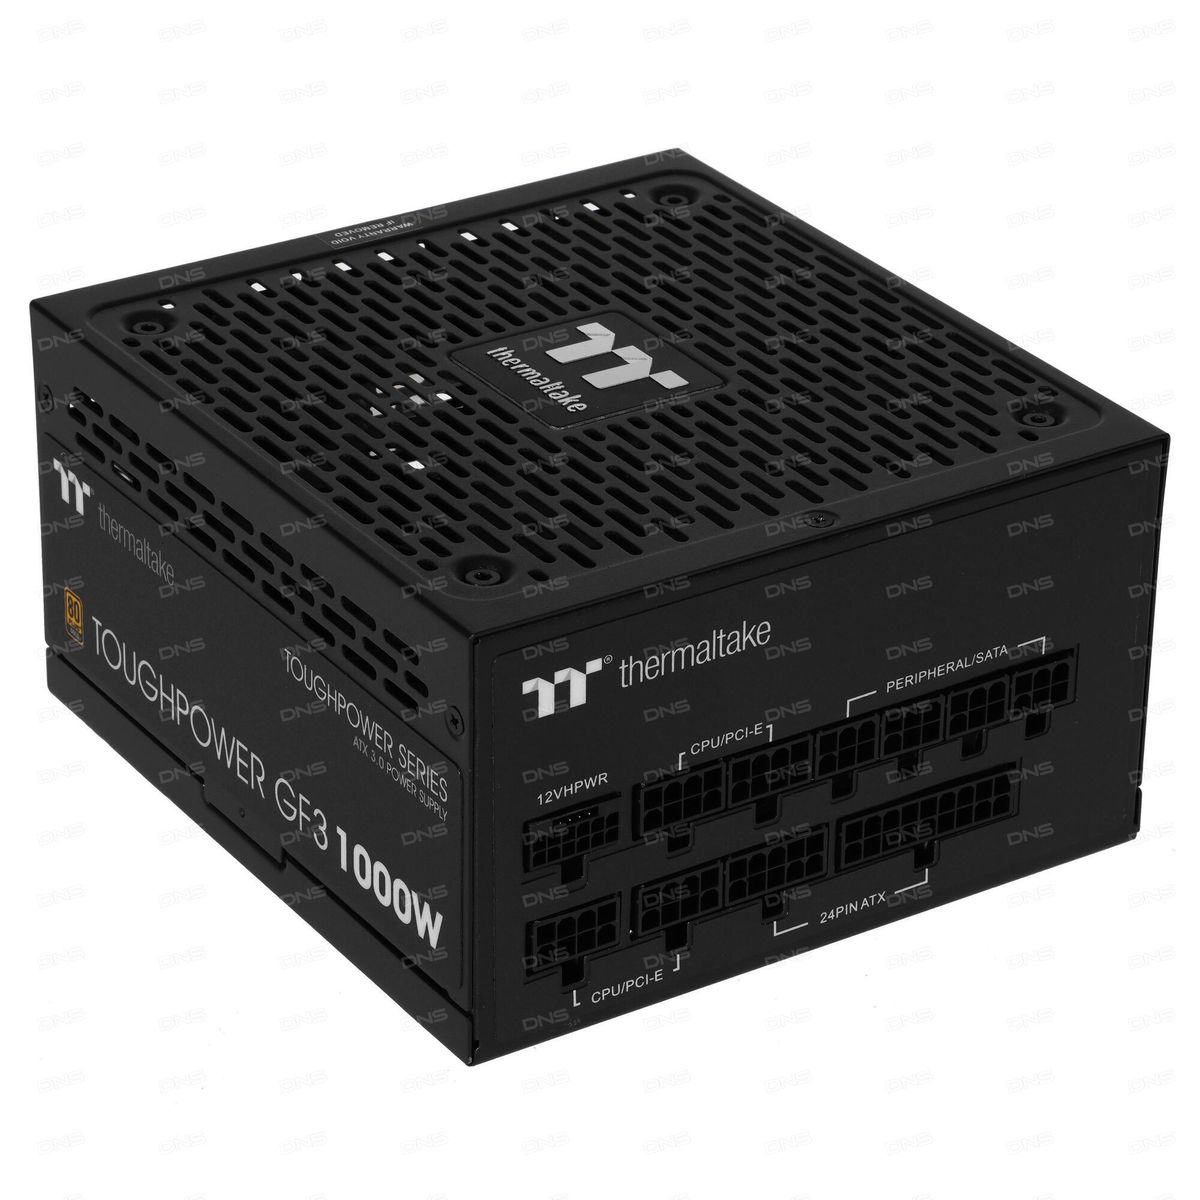 WARRANTY VOID
IF REMOVED
thermaltake
thermaltake
80
TOUGHPOWER GF3 1000W
TOUGHPOWER SERIES
ATX 3.0 POWER SUPPLY
thermaltake
PERIPHERAL/SATA
CPU/PCI-E
12VHPWR
24PIN ATX
CPU/PCI-E
DNS